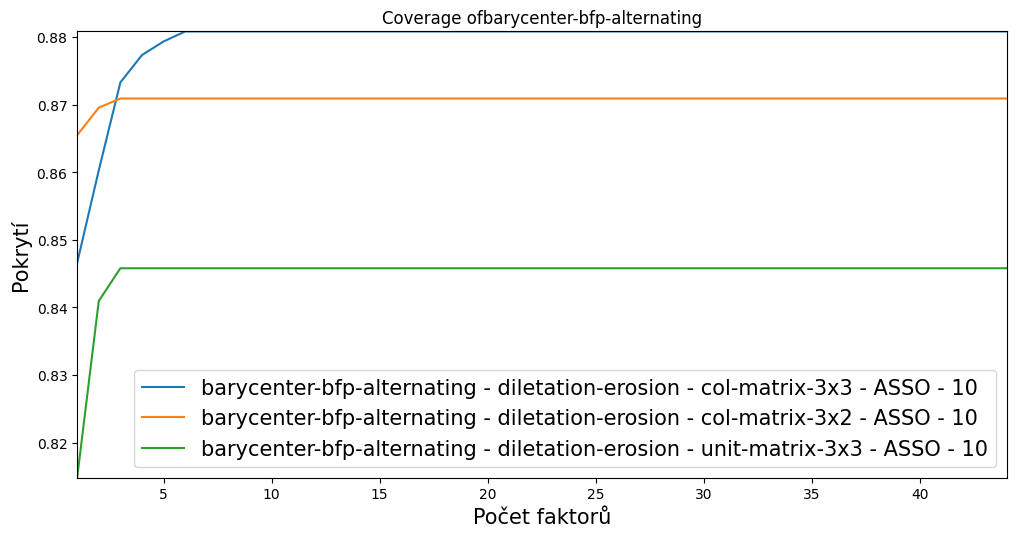 Coverage ofbarycenter-bfp-alternating
0.88
0.87
0.86
0.85
0.84
0.83
0.82
Pokrytí
barycenter-bfp-alternating - diletation-erosion - col-matrix-3x3 - ASSO - 10
barycenter-bfp-alternating - diletation-erosion - col-matrix-3x2 - ASSO - 10
barycenter-bfp-alternating - diletation-erosion - unit-matrix-3x3 - ASSO - 10
5 10 15 20 25 30 35 40
Počet faktorů